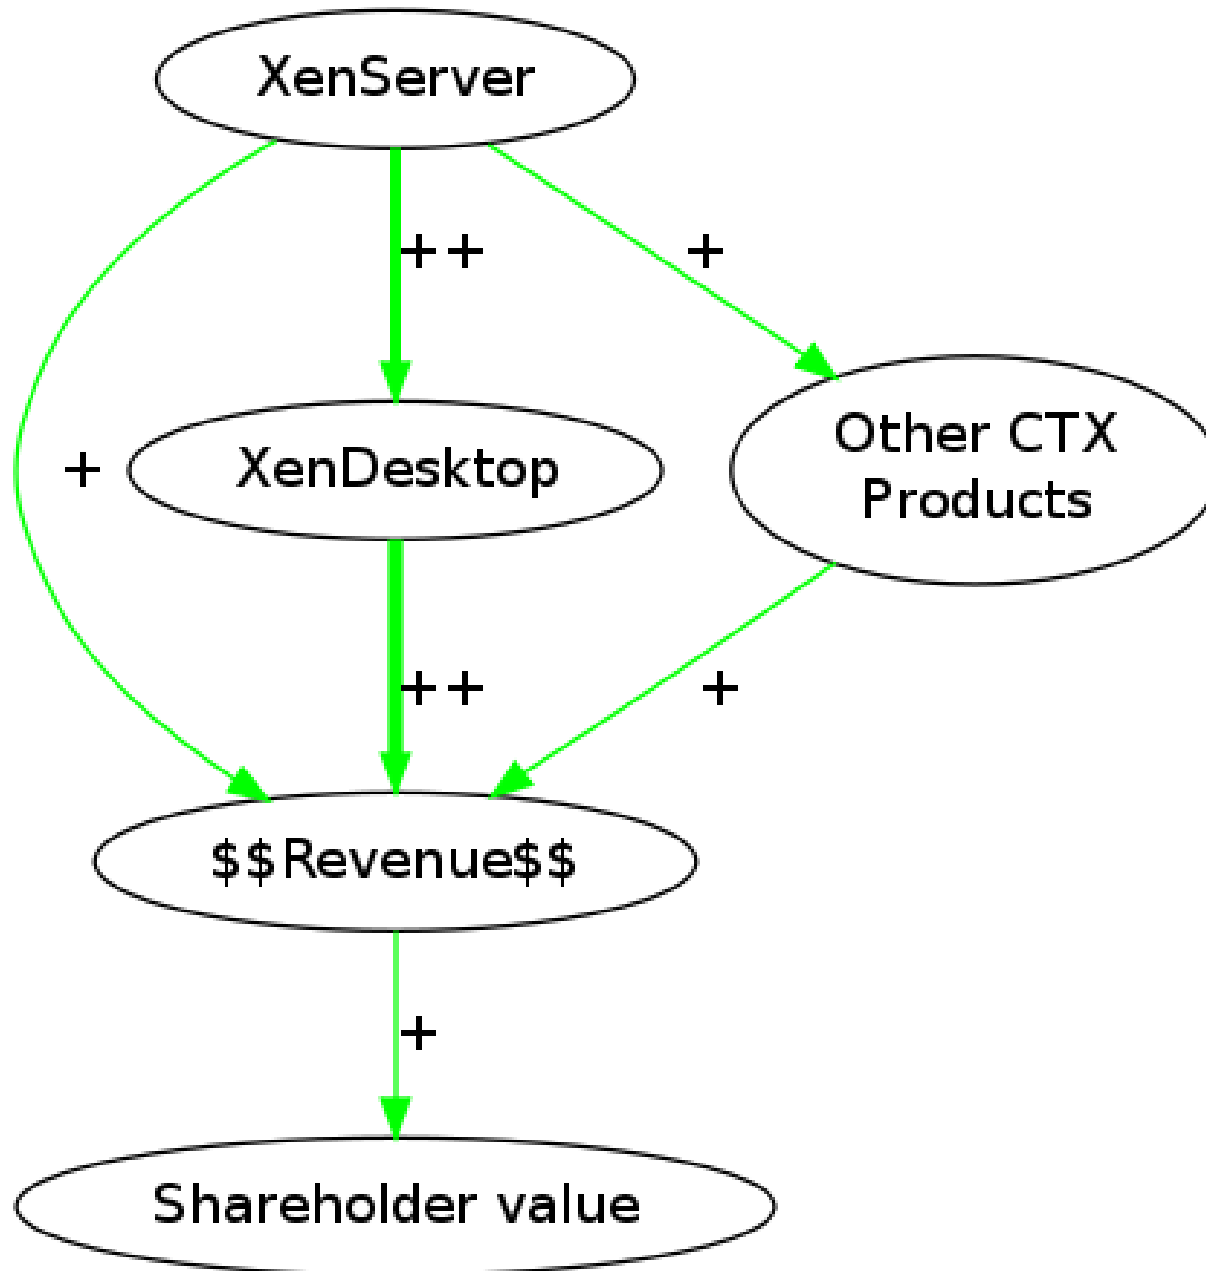 XenServer
++
+
+
XenDesktop
Other CTX
Products
++
+
$$Revenue$$
+
Shareholder value